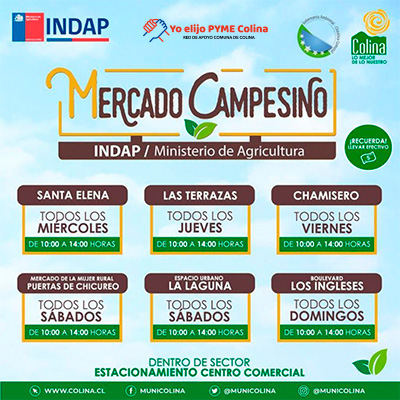 INDAP
Yo elijo PYME Colina
RED DE APOYO COMUNA DE COLINA
Colina
LO MEJOR
DE LO NUESTRO
MERCADO CAMPESINO
INDAP / Ministerio de Agricultura
¡RECUERDA!
LLEVAR EFECTIVO
SANTA ELENA
TODOS LOS
MIÉRCOLES
DE 10:00 A 14:00 HORAS
LAS TERRAZAS
TODOS LOS
JUEVES
DE 10:00 A 14:00 HORAS
CHAMISERO
TODOS LOS
VIERNES
DE 10:00 A 14:00 HORAS
MERCADO DE LA MUJER RURAL
PUERTAS DE CHICUREO
TODOS LOS
SÁBADOS
DE 10:00 A 14:00 HORAS
ESPACIO URBANO
LA LAGUNA
TODOS LOS
SÁBADOS
DE 10:00 A 14:00 HORAS
BOULEVARD
LOS INGLESES
TODOS LOS
DOMINGOS
DE 10:00 A 14:00 HORAS
DENTRO DE SECTOR
ESTACIONAMIENTO CENTRO COMERCIAL
WWW.COLINA.CL
MUNICOLINA
@MUNICOLINA
@MUNICOLINA